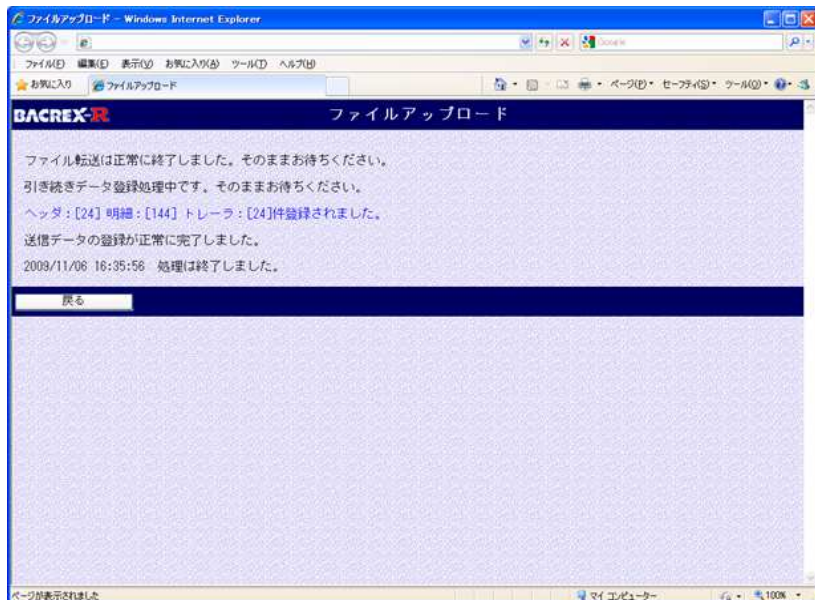 ファイルアップロード - Windows Internet Explorer
Google
ファイル(F) 編集(E) 表示(V) お気に入り(A) ツール(T) ヘルプ(H)
お気に入り ファイルアップロード ページ(P) セーフティ(S) ツール(O)
BACREX-R ファイルアップロード
ファイル転送は正常に終了しました。そのままお待ちください。
引き続きデータ登録処理中です。そのままお待ちください。
ヘッダ:[24] 明細:[144] トレーラ:[24]件登録されました。
送信データの登録が正常に完了しました。
2009/11/06 16:35:56 処理は終了しました。
戻る
ページが表示されました マイ コンピューター 100%